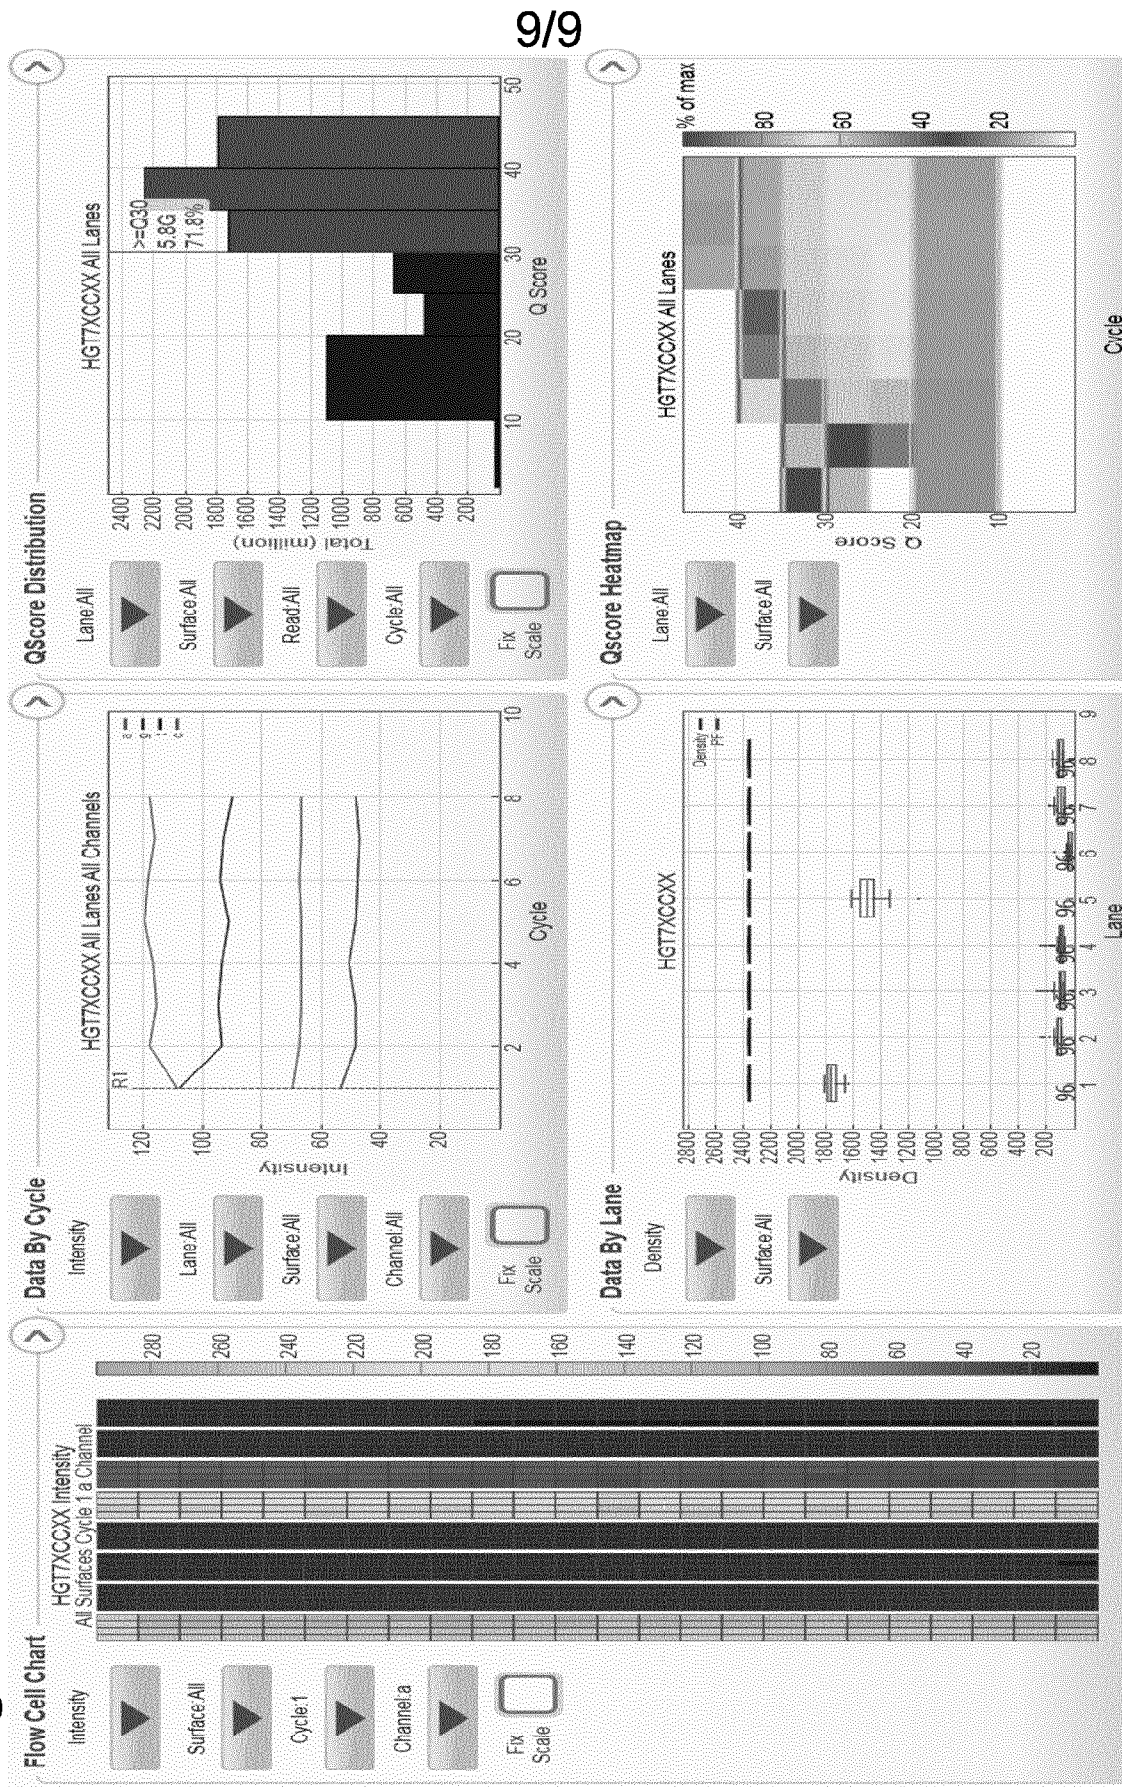 9/9
Flow Cell Chart
Intensity
Surface:All
Cycle:1
Channel:a
Fix
Scale
HGT7XCCXX Intensity
All Surfaces Cycle 1 a Channel
280
260
240
220
200
180
160
140
120
100
80
60
40
20
Data By Cycle
Intensity
Lane:All
Surface:All
Channel:All
Fix
Scale
HGT7XCCXX All Lanes All Channels
R1
a
c
120
100
80
60
40
20
Intensity
2
4
6
8
10
Cycle
QScore Distribution
Lane:All
Surface:All
Read:All
Cycle:All
Fix
Scale
HGT7XCCXX All Lanes
>=Q30
5.8G
71.8%
2400
2200
2000
1800
1600
1400
1200
1000
800
600
400
200
Total (million)
10
20
30
40
50
Q Score
Data By Lane
Density
Surface:All
HGT7XCCXX
Density
PF
2800
2600
2400
2200
2000
1800
1600
1400
1200
1000
800
600
400
200
Density
96
96
96
96
96
96
96
96
1
2
3
4
5
6
7
8
9
Lane
Qscore Heatmap
Lane:All
Surface:All
HGT7XCCXX All Lanes
% of max
80
60
40
20
40
30
20
10
Q Score
Cycle